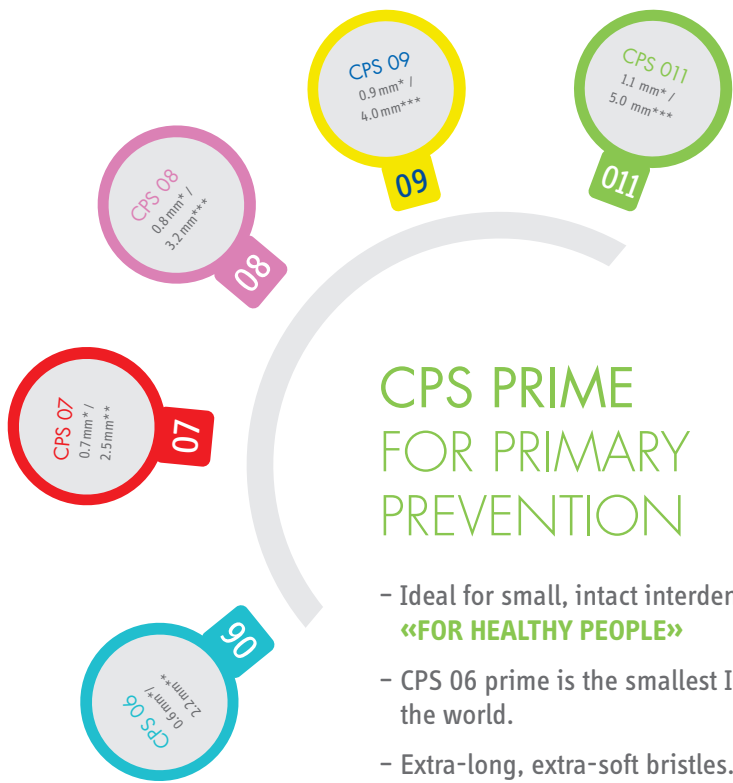 CPS 09
0.9 mm* /
4.0 mm***
09
CPS 011
1.1 mm* /
5.0 mm***
011
CPS 08
0.8 mm* /
3.2 mm***
08
CPS 07
0.7 mm* /
2.5 mm**
07
CPS 06
0.6 mm*/
2.2 mm**
06
CPS PRIME
FOR PRIMARY
PREVENTION
– Ideal for small, intact
«FOR HEALTHY PEOPLE»
– CPS 06 prime is the smallest
the world.
– Extra-long, extra-soft bristles.